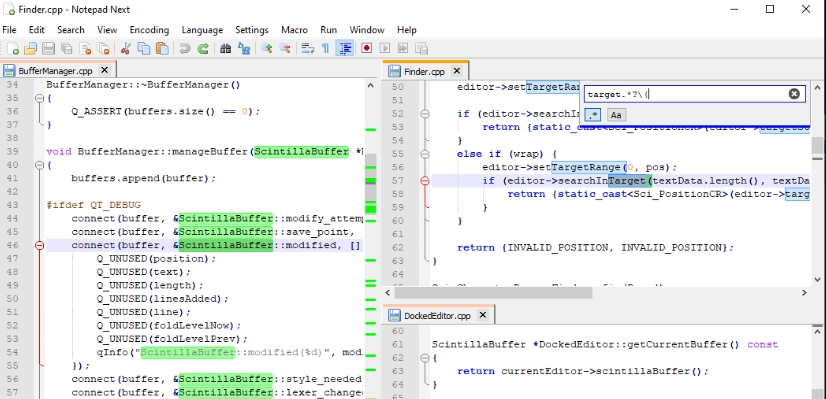 Finder.cpp - Notepad Next
File Edit Search View Encoding Language Settings Macro Run Window Help
BufferManager.cpp
34 BufferManager::~BufferManager()
35 {
36 Q_ASSERT(buffers.size() == 0);
37 }
38
39 void BufferManager::manageBuffer(ScintillaBuffer *
40 {
41 buffers.append(buffer);
42
43 #ifdef QT_DEBUG
44 connect(buffer, &ScintillaBuffer::modify_attemp
45 connect(buffer, &ScintillaBuffer::save_point,
46 connect(buffer, &ScintillaBuffer::modified, []
47 Q_UNUSED(position);
48 Q_UNUSED(text);
49 Q_UNUSED(length);
50 Q_UNUSED(linesAdded);
51 Q_UNUSED(line);
52 Q_UNUSED(foldLevelNow);
53 Q_UNUSED(foldLevelPrev);
54 qInfo("ScintillaBuffer::modified(%d)", mod
55 });
56 connect(buffer, &ScintillaBuffer::style_needed
57 connect(buffer, &ScintillaBuffer::lexer_change
Finder.cpp
target.*?\(
.* Aa
50 editor->setTargetRan
51
52 if (editor->searchIn
53 return {static_cast<Sci_PositionCR>(editor->targetSt
54 }
55 else if (wrap) {
56 editor->setTargetRange(0, pos);
57 if (editor->searchInTarget(textData.length(), textDa
58 return {static_cast<Sci_PositionCR>(editor->targ
59 }
60 }
61
62 return {INVALID_POSITION, INVALID_POSITION};
63 }
64
DockedEditor.cpp
60
61 ScintillaBuffer *DockedEditor::getCurrentBuffer() const
62 {
63 return currentEditor->scintillaBuffer();
64 }
65